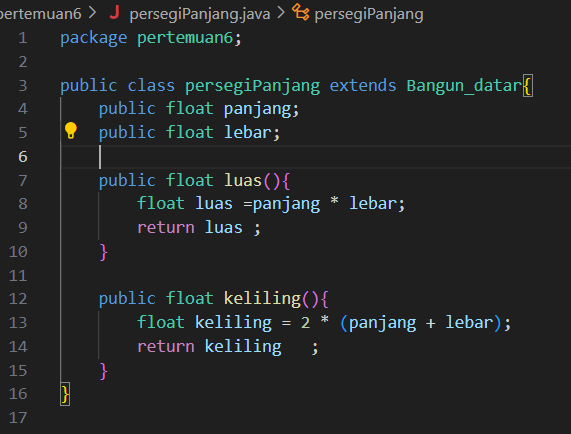 ertemuan6 > J persegiPanjang.java > persegiPanjang
1 package pertemuan6;
2
3 public class persegiPanjang extends Bangun_datar{
4     public float panjang;
5     public float lebar;
6
7     public float luas(){
8         float luas =panjang * lebar;
9         return luas ;
10     }
11
12     public float keliling(){
13         float keliling = 2 * (panjang + lebar);
14         return keliling   ;
15     }
16 }
17